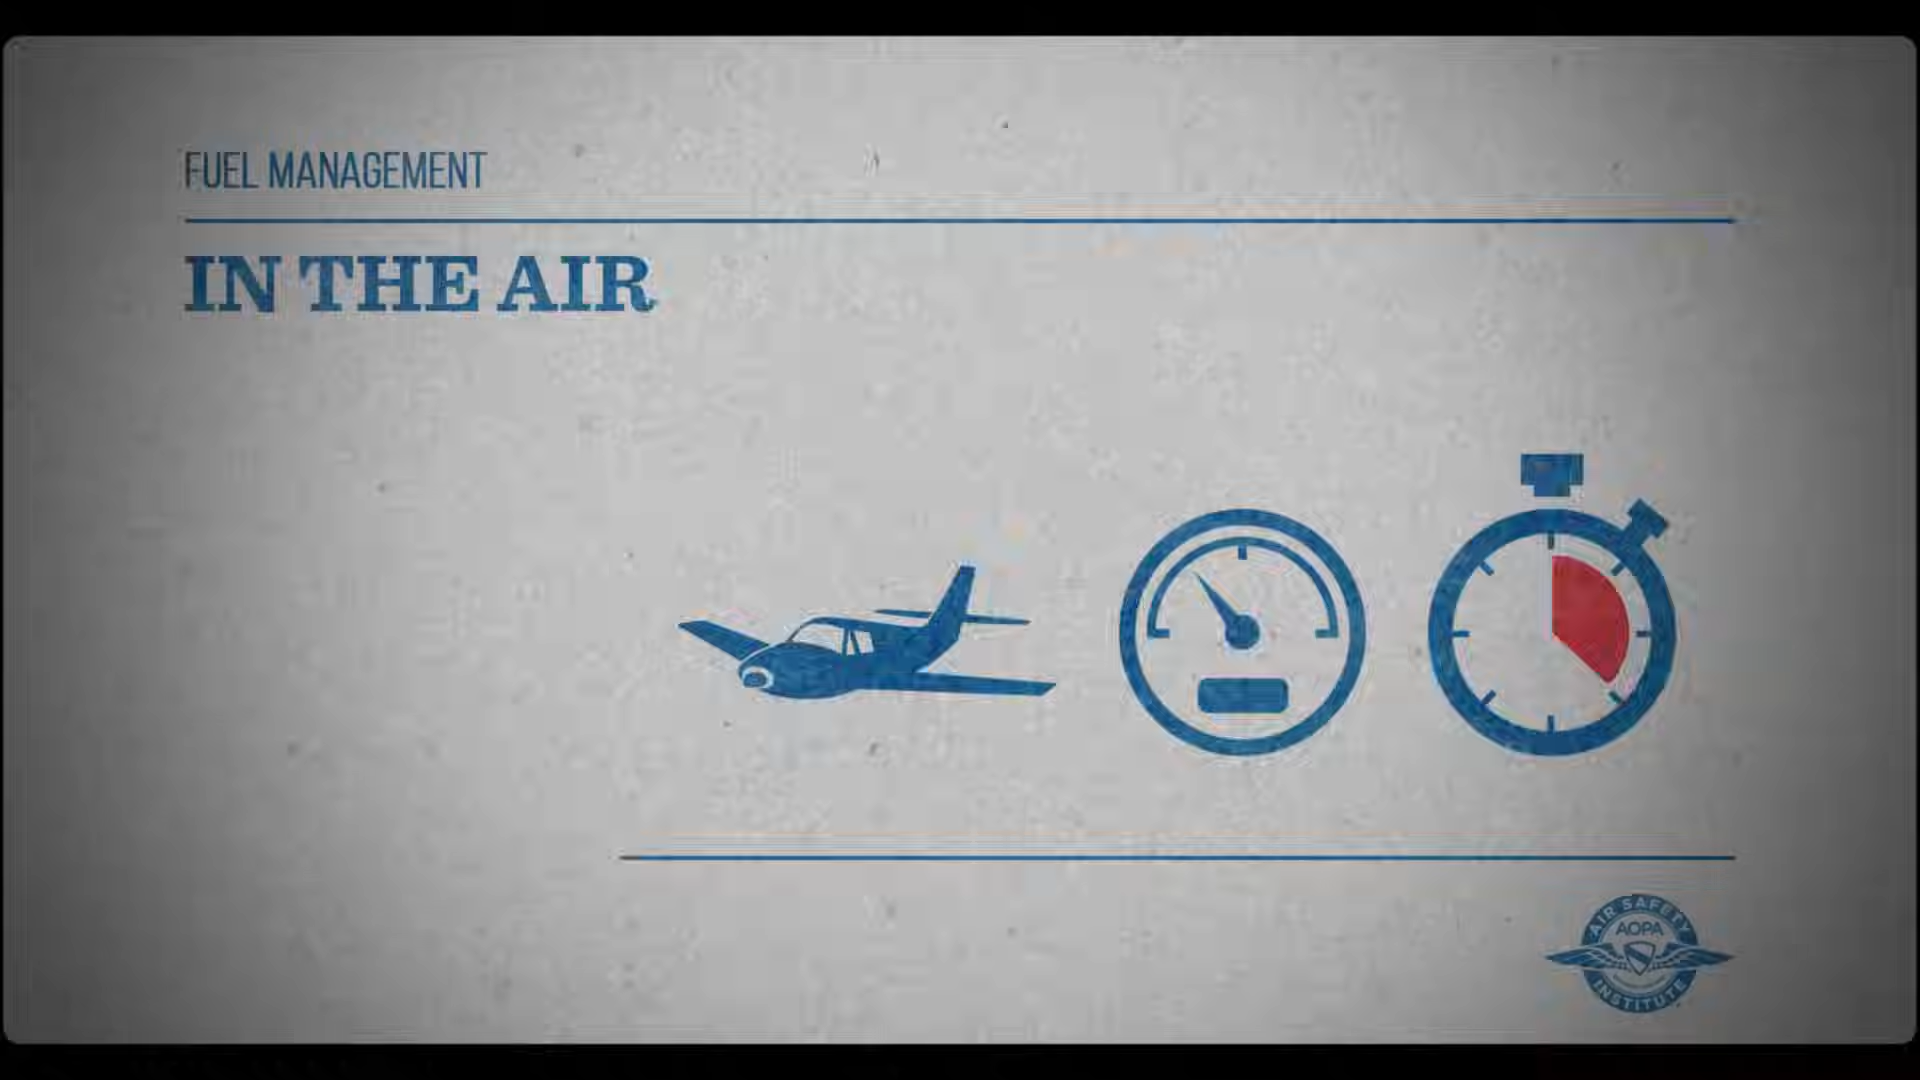 FUEL MANAGEMENT
IN THE AIR
AIR SAFETY
AOPA
INSTITUTE